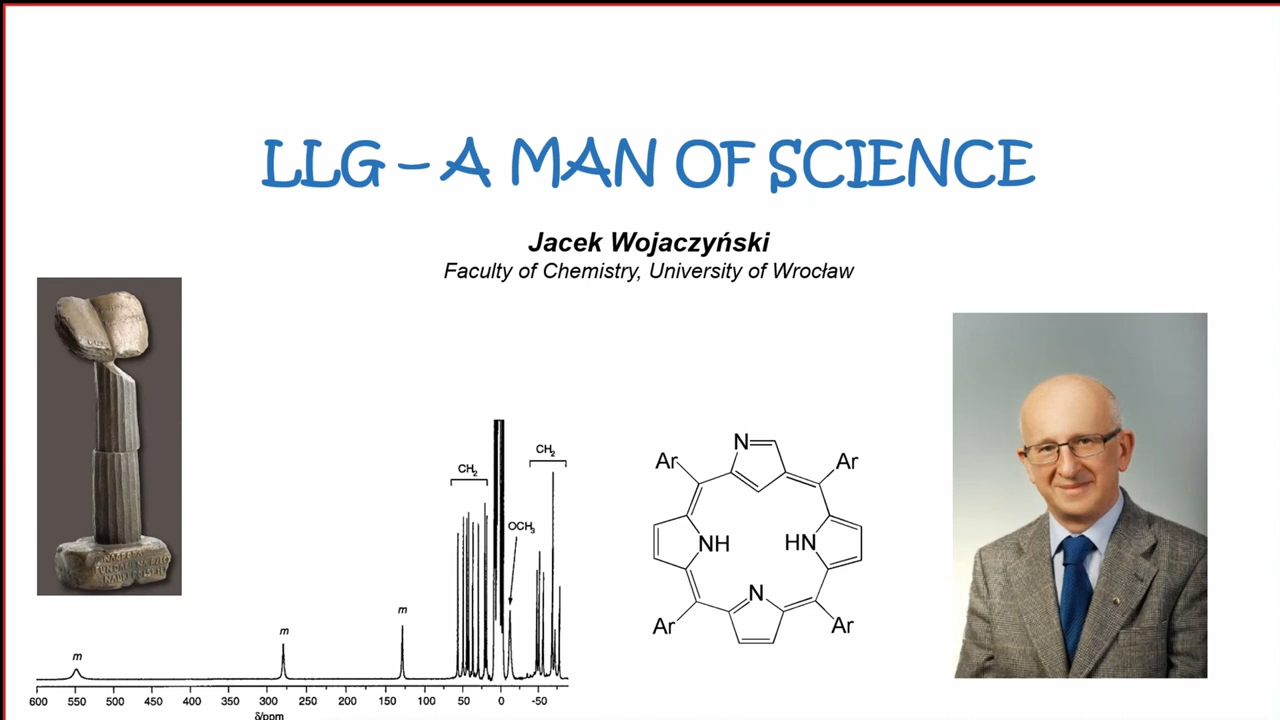 LLG – A MAN OF SCIENCE
Jacek Wojaczyński
Faculty of Chemistry, University of Wrocław
CH₂
CH₂
OCH₃
m
m
m
600 550 500 450 400 350 300 250 200 150 100 50 0 -50
δ/ppm
N
Ar
Ar
NH
HN
N
Ar
Ar